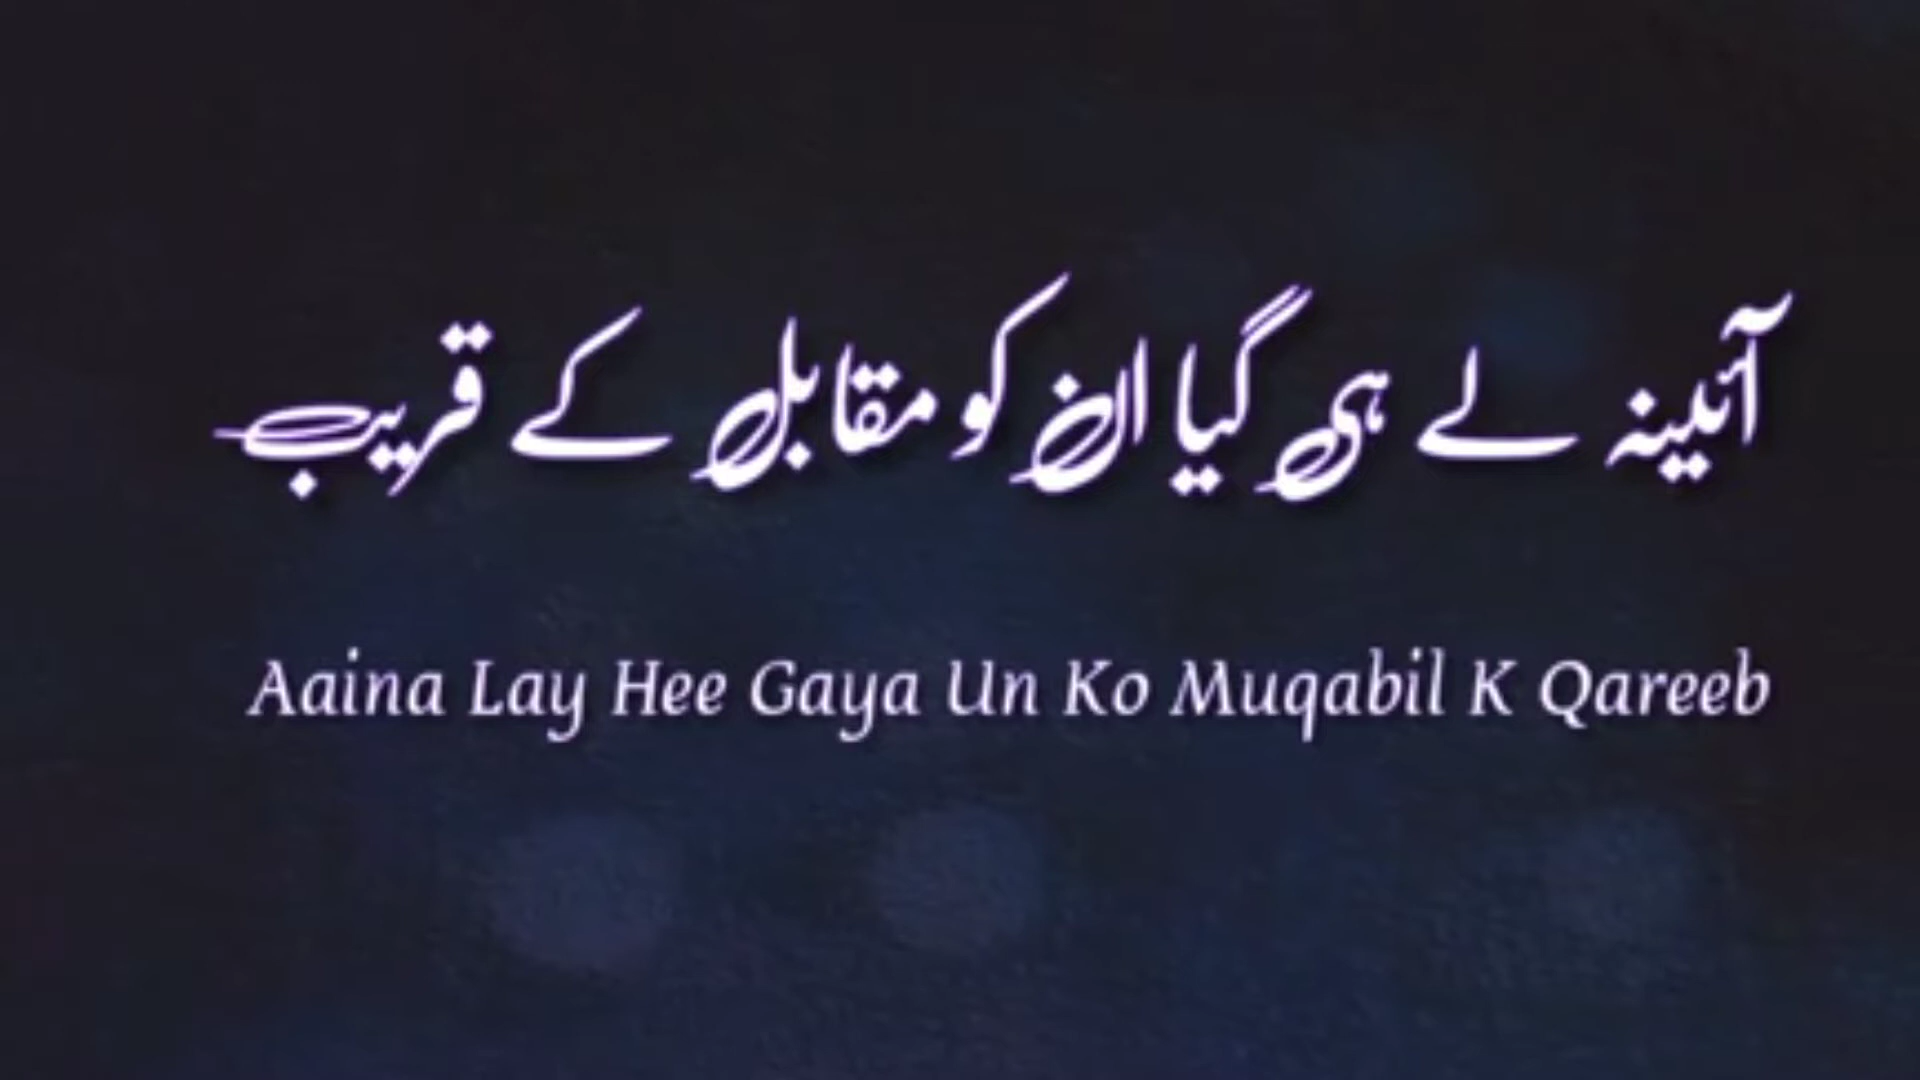 آئینہ لے ہی گیا ان کو مقابل کے قریب
Aaina Lay Hee Gaya Un Ko Muqabil K Qareeb